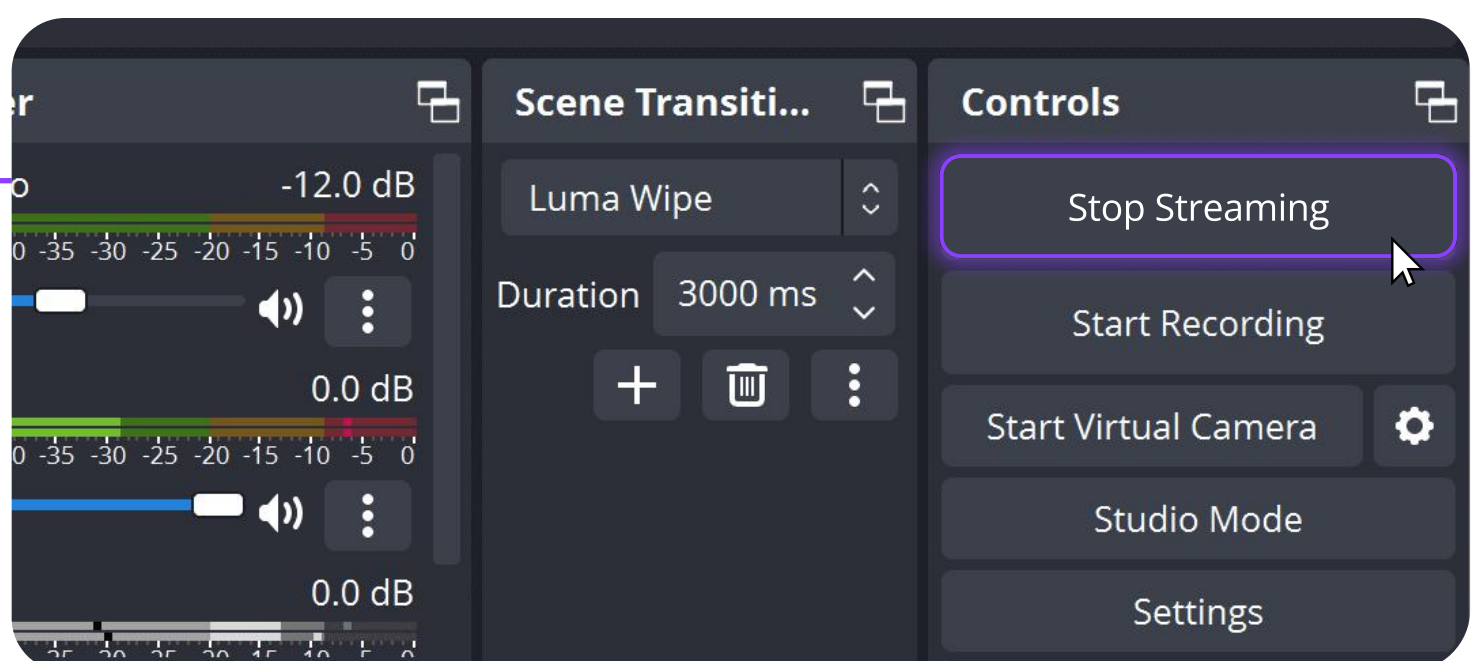 er
o
-12.0 dB
0 -35 -30 -25 -20 -15 -10 -5 0
0.0 dB
0 -35 -30 -25 -20 -15 -10 -5 0
0.0 dB
Scene Transiti...
Luma Wipe
Duration 3000 ms
Controls
Stop Streaming
Start Recording
Start Virtual Camera
Studio Mode
Settings